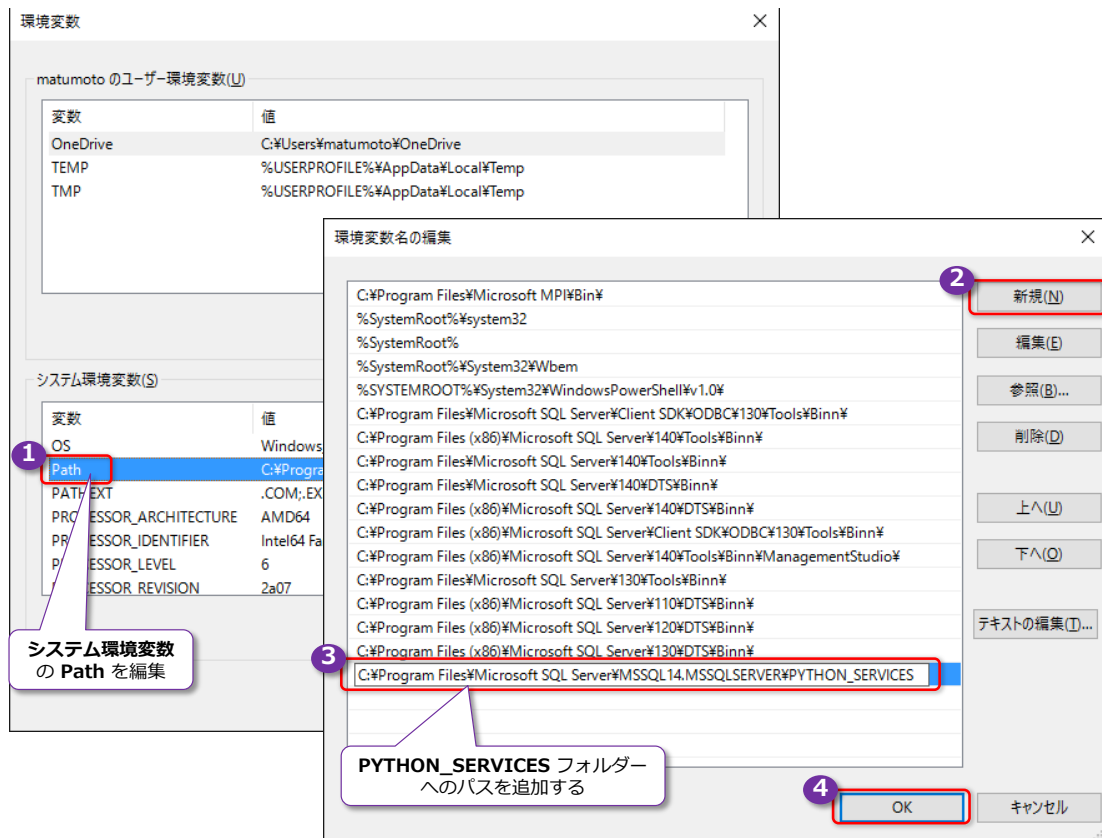 環境変数
matumoto のユーザー環境変数(U)
変数 値
OneDrive C:¥Users¥matumoto¥OneDrive
TEMP %USERPROFILE%¥AppData¥Local¥Temp
TMP %USERPROFILE%¥AppData¥Local¥Temp
システム環境変数(S)
変数 値
OS Windows
1
Path C:¥Progra
PATHEXT .COM;.EX
PROCESSOR_ARCHITECTURE AMD64
ESSOR_IDENTIFIER Intel64 Fa
ESSOR_LEVEL 6
ESSOR_REVISION 2a07
システム環境変数
の Path を編集
環境変数名の編集
C:¥Program Files¥Microsoft MPI¥Bin¥
%SystemRoot%¥system32
%SystemRoot%
%SystemRoot%¥System32¥Wbem
%SYSTEMROOT%¥System32¥WindowsPowerShell¥v1.0¥
C:¥Program Files¥Microsoft SQL Server¥Client SDK¥ODBC¥130¥Tools¥Binn¥
C:¥Program Files (x86)¥Microsoft SQL Server¥140¥Tools¥Binn¥
C:¥Program Files¥Microsoft SQL Server¥140¥Tools¥Binn¥
C:¥Program Files¥Microsoft SQL Server¥140¥DTS¥Binn¥
C:¥Program Files (x86)¥Microsoft SQL Server¥140¥DTS¥Binn¥
C:¥Program Files (x86)¥Microsoft SQL Server¥Client SDK¥ODBC¥130¥Tools¥Binn¥
C:¥Program Files (x86)¥Microsoft SQL Server¥140¥Tools¥Binn¥ManagementStudio¥
C:¥Program Files¥Microsoft SQL Server¥130¥Tools¥Binn¥
C:¥Program Files (x86)¥Microsoft SQL Server¥110¥DTS¥Binn¥
C:¥Program Files (x86)¥Microsoft SQL Server¥120¥DTS¥Binn¥
C:¥Program Files (x86)¥Microsoft SQL Server¥130¥DTS¥Binn¥
3
C:¥Program Files¥Microsoft SQL Server¥MSSQL14.MSSQLSERVER¥PYTHON_SERVICES
PYTHON_SERVICES フォルダー
へのパスを追加する
2
新規(N)
編集(E)
参照(B)...
削除(D)
上へ(U)
下へ(O)
テキストの編集(T)...
4
OK
キャンセル